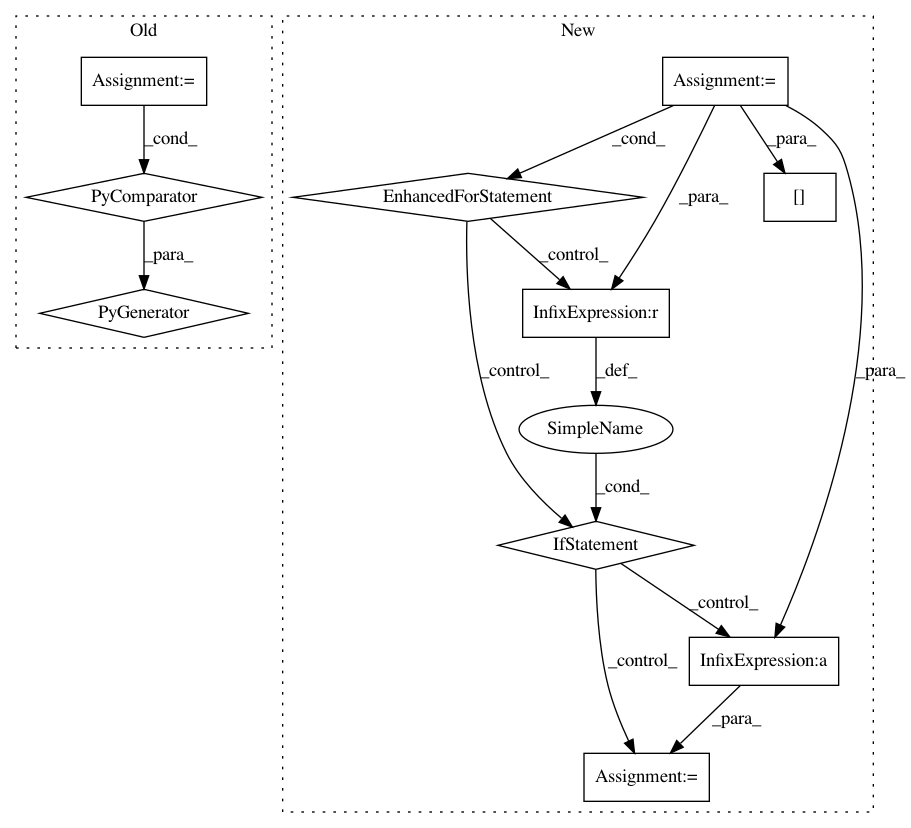 Old
New
Assignment:=
Assignment:=
_cond_
_cond_
_para_
PyComparator
EnhancedForStatement
[]
_para_
_para_
_control_
PyGenerator
InfixExpression:r
_control_
_def_
_para_
SimpleName
_cond_
IfStatement
_control_
_control_
InfixExpression:a
_para_
Assignment:=